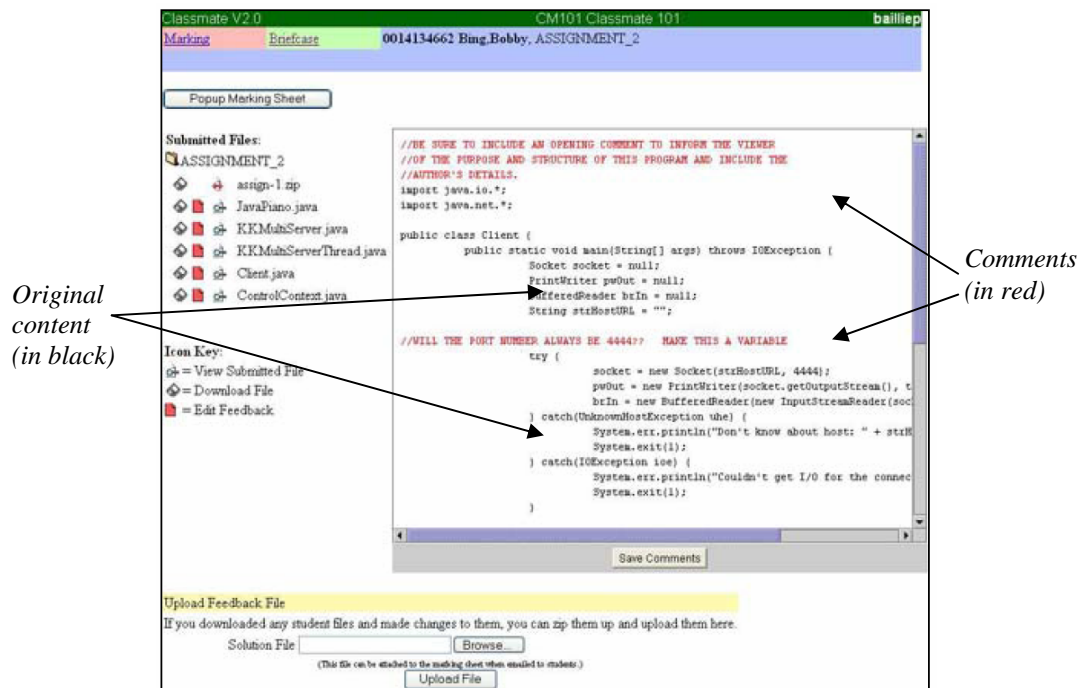 Classmate V2.0 CM101 Classmate 101 bailliep
Marking Briefcase 0014134662 Bing,Bobby, ASSIGNMENT_2
Popup Marking Sheet
Submitted Files:
ASSIGNMENT_2
assign-1.zip
JavaPiano.java
KKMultiServer.java
KKMultiServerThread.java
Client.java
ControlContext.java
Icon Key:
= View Submitted File
= Download File
= Edit Feedback
Original
content
(in black)
//BE SURE TO INCLUDE AN OPENING COMMENT TO INFORM THE VIEWER
//OF THE PURPOSE AND STRUCTURE OF THIS PROGRAM AND INCLUDE THE
//AUTHOR'S DETAILS.
import java.io.*;
import java.net.*;
public class Client {
public static void main(String[] args) throws IOException {
Socket socket = null;
PrintWriter pwOut = null;
BufferedReader brIn = null;
String strHostURL = "";
//WILL THE PORT NUMBER ALWAYS BE 4444?? MAKE THIS A VARIABLE
try {
socket = new Socket(strHostURL, 4444);
pwOut = new PrintWriter(socket.getOutputStream(), t
brIn = new BufferedReader(new InputStreamReader(soc
} catch(UnknownHostException uhe) {
System.err.println("Don't know about host: " + strH
System.exit(1);
} catch(IOException ioe) {
System.err.println("Couldn't get I/O for the connec
System.exit(1);
}
Comments
(in red)
Save Comments
Upload Feedback File
If you downloaded any student files and made changes to them, you can zip them up and upload them here.
Solution File Browse...
(This file can be attached to the marking sheet when emailed to students.)
Upload File